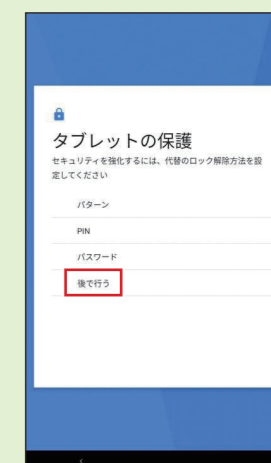 タブレットの保護
セキュリティを強化するには、代替のロック解除方法を設
定してください
パターン
PIN
パスワード
後で行う